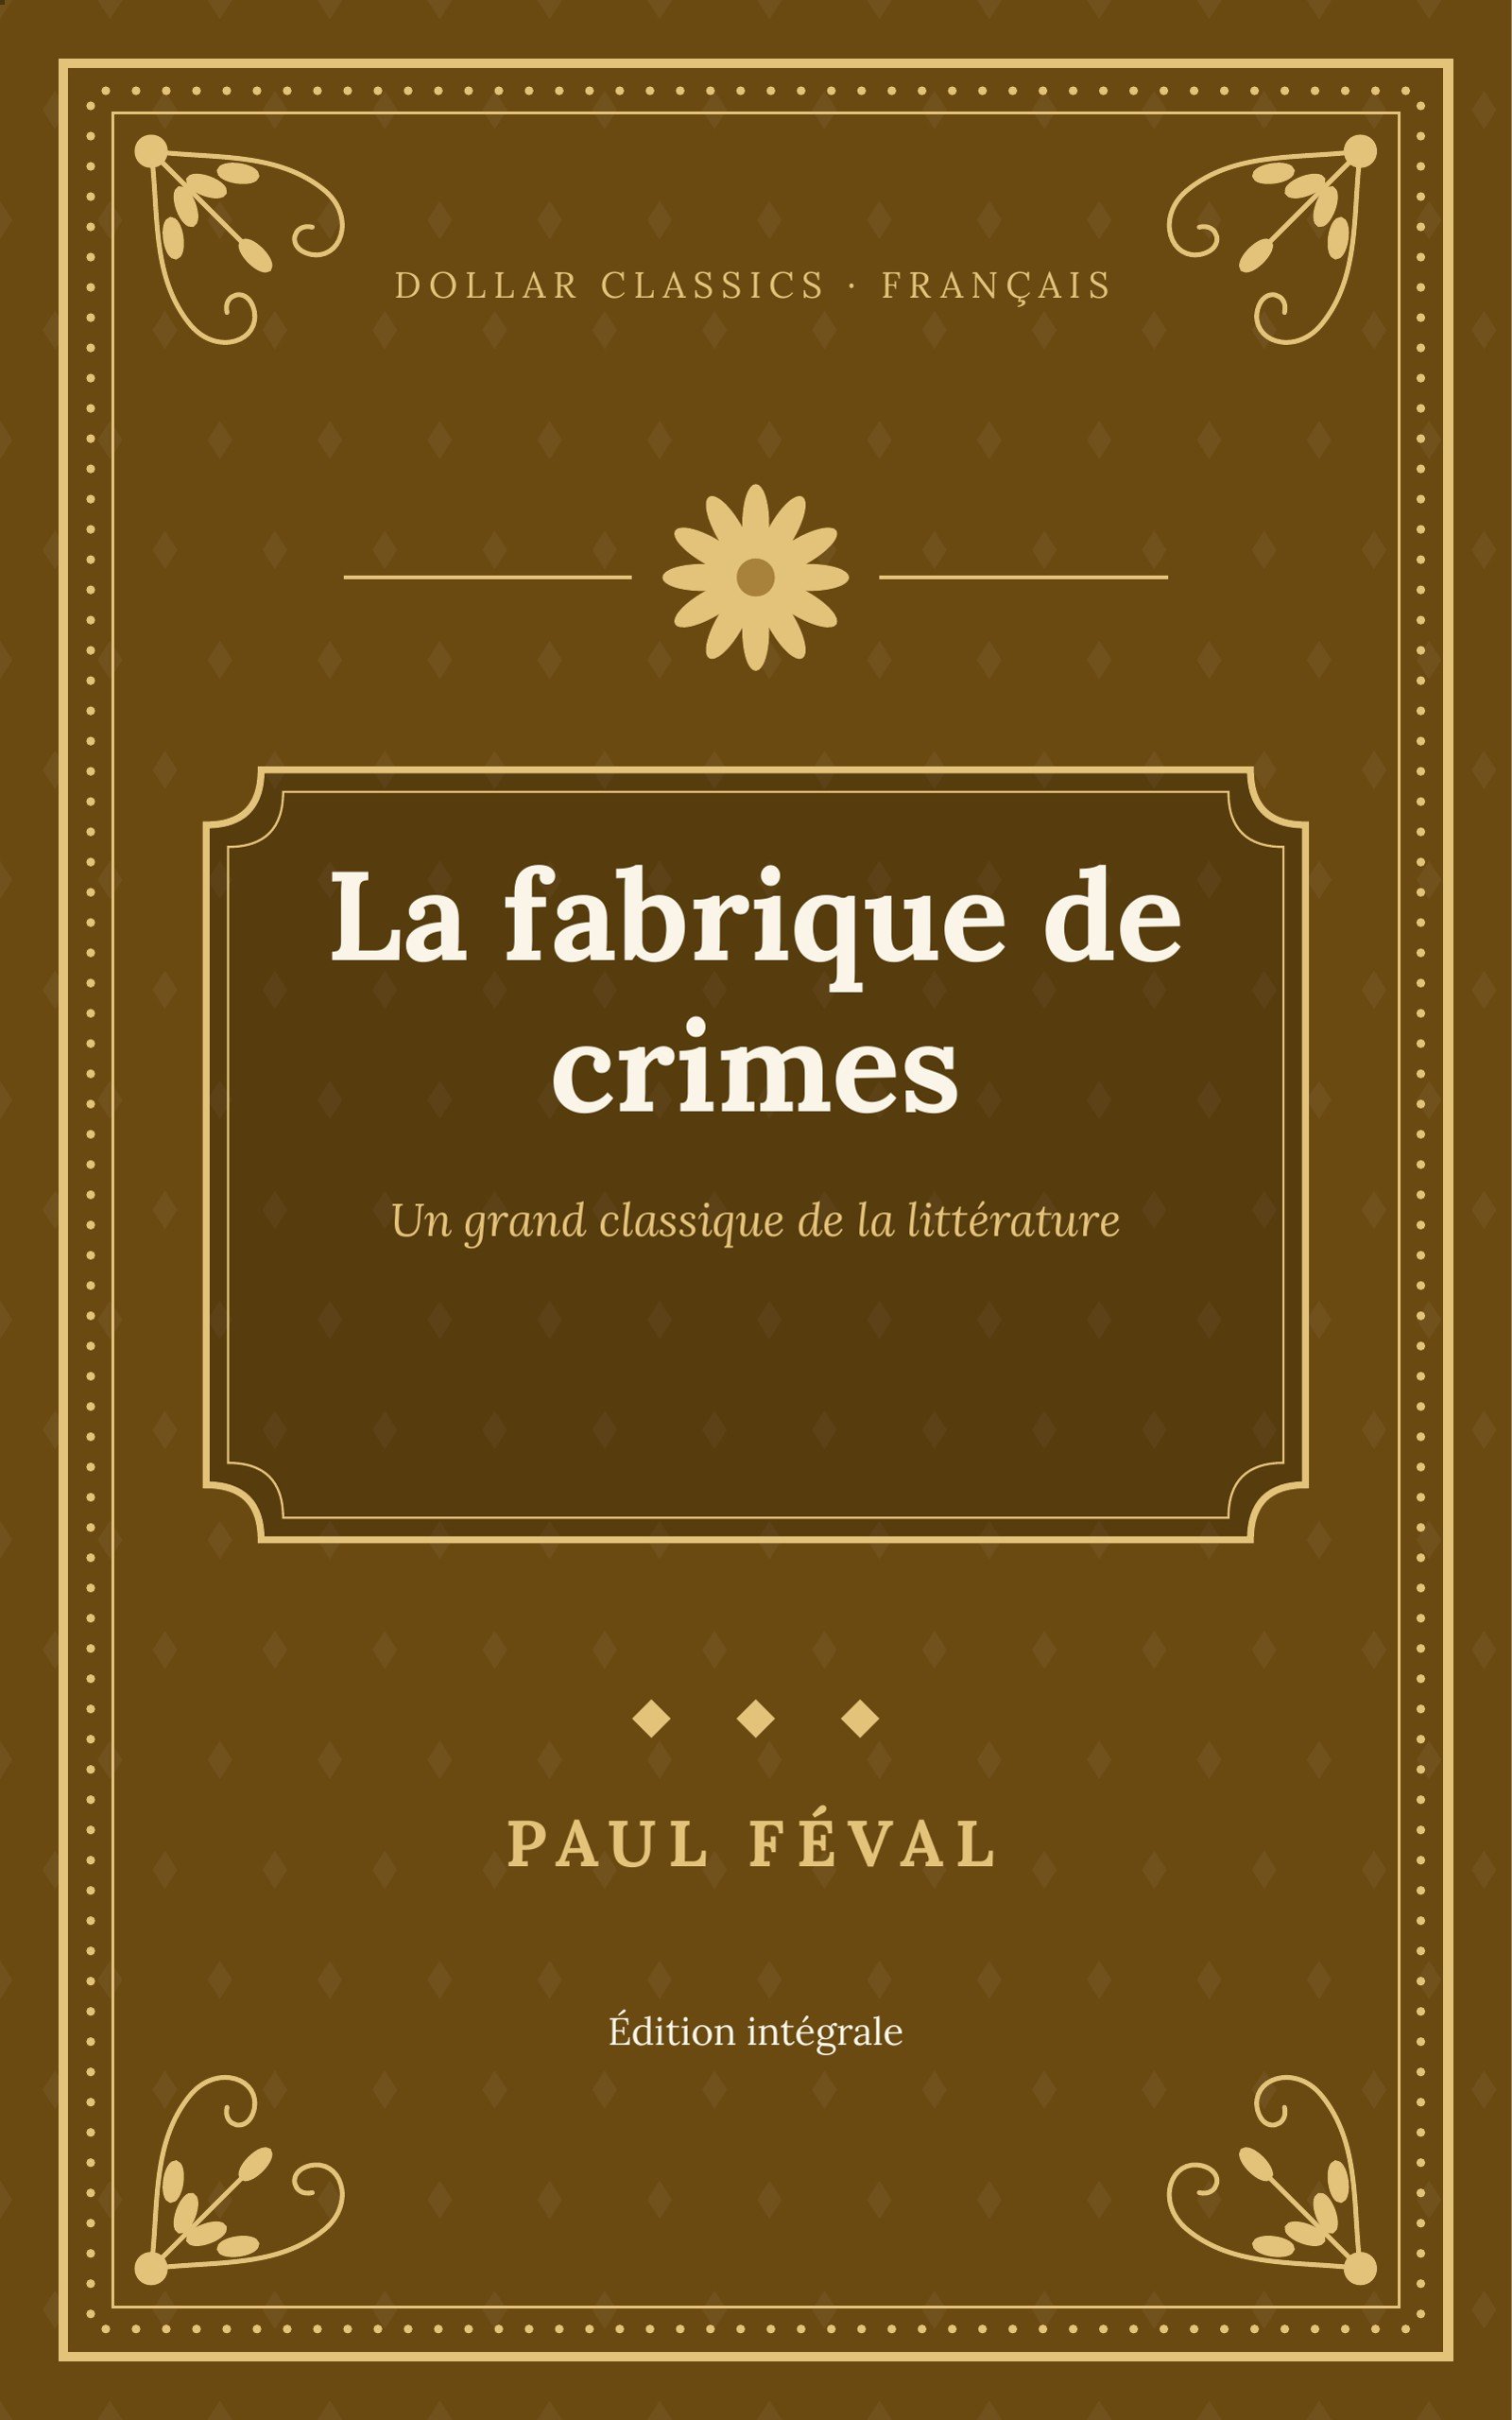 DOLLAR CLASSICS · FRANÇAIS
La fabrique de
crimes
Un grand classique de la littérature
PAUL FÉVAL
Édition intégrale